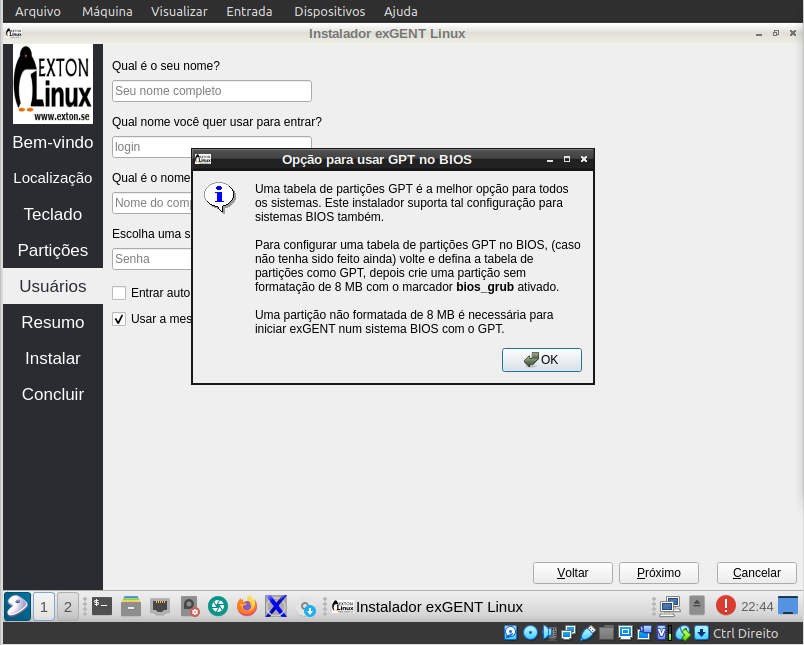 Arquivo Máquina Visualizar Entrada Dispositivos Ajuda
Instalador exGENT Linux
EXTON
Linux
www.exton.se
Bem-vindo
Localização
Teclado
Partições
Usuários
Resumo
Instalar
Concluir
Qual é o seu nome?
Seu nome completo
Qual nome você quer usar para entrar?
login
Qual é o nome
Nome do comp
Escolha uma s
Senha
Entrar auto
Usar a mes
Opção para usar GPT no BIOS
Uma tabela de partições GPT é a melhor opção para todos
os sistemas. Este instalador suporta tal configuração para
sistemas BIOS também.
Para configurar uma tabela de partições GPT no BIOS, (caso
não tenha sido feito ainda) volte e defina a tabela de
partições como GPT, depois crie uma partição sem
formatação de 8 MB com o marcador bios_grub ativado.
Uma partição não formatada de 8 MB é necessária para
iniciar exGENT num sistema BIOS com o GPT.
OK
Voltar Próximo Cancelar
1 2 Instalador exGENT Linux 22:44
Ctrl Direito